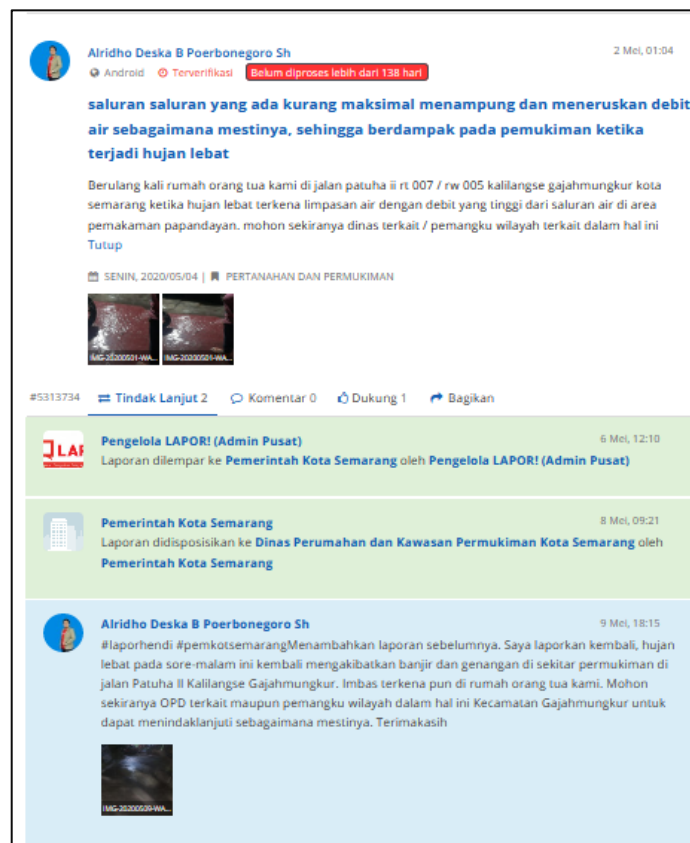 Alridho Deska B Poerbonegoro Sh
2 Mei, 01:04
Android Terverifikasi Belum diproses lebih dari 138 hari
saluran saluran yang ada kurang maksimal menampung dan meneruskan debit
air sebagaimana mestinya, sehingga berdampak pada pemukiman ketika
terjadi hujan lebat
Berulang kali rumah orang tua kami di jalan patuha ii rt 007 / rw 005 kalilangse gajahmungkur kota
semarang ketika hujan lebat terkena limpasan air dengan debit yang tinggi dari saluran air di area
pemakaman papandayan. mohon sekiranya dinas terkait / pemangku wilayah terkait dalam hal ini
Tutup
SENIN, 2020/05/04 | PERTANAHAN DAN PERMUKIMAN
IMG-20200501-WA... IMG-20200501-WA...
#5313734 Tindak Lanjut 2 Komentar 0 Dukung 1 Bagikan
LAP
Pengelola LAPOR! (Admin Pusat)
6 Mei, 12:10
Laporan dilempar ke Pemerintah Kota Semarang oleh Pengelola LAPOR! (Admin Pusat)
Pemerintah Kota Semarang
8 Mei, 09:21
Laporan didisposisikan ke Dinas Perumahan dan Kawasan Permukiman Kota Semarang oleh
Pemerintah Kota Semarang
Alridho Deska B Poerbonegoro Sh
9 Mei, 18:15
#laporhendi #pemkotsemarangMenambahkan laporan sebelumnya. Saya laporkan kembali, hujan
lebat pada sore-malam ini kembali mengakibatkan banjir dan genangan di sekitar permukiman di
jalan Patuha II Kalilangse Gajahmungkur. Imbas terkena pun di rumah orang tua kami. Mohon
sekiranya OPD terkait maupun pemangku wilayah dalam hal ini Kecamatan Gajahmungkur untuk
dapat menindaklanjuti sebagaimana mestinya. Terimakasih
IMG-20200509-WA...